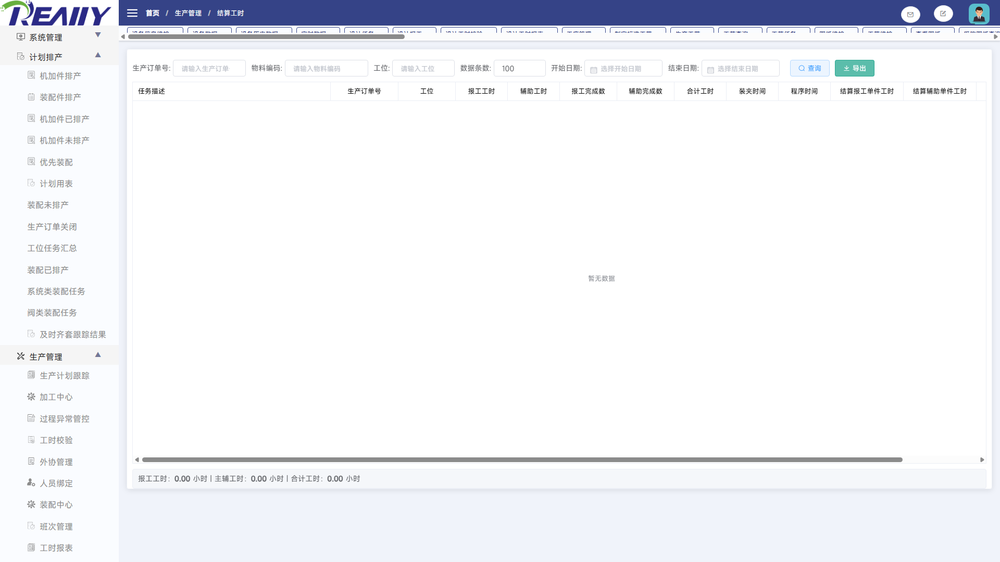 REAllY
首页 / 生产管理 / 结算工时
系统管理
计划排产
机加件排产
装配件排产
机加件已排产
机加件未排产
优先装配
计划用表
装配未排产
生产订单关闭
工位任务汇总
装配已排产
系统类装配任务
阀类装配任务
及时齐套跟踪结果
生产管理
生产计划跟踪
加工中心
过程异常管控
工时校验
外协管理
人员绑定
装配中心
班次管理
工时报表
生产订单号: 请输入生产订单 物料编码: 请输入物料编码 工位: 请输入工位 数据条数: 100 开始日期: 选择开始日期 结束日期: 选择结束日期 查询 导出
任务描述 生产订单号 工位 报工工时 辅助工时 报工完成数 辅助完成数 合计工时 装夹时间 程序时间 结算报工单件工时 结算辅助单件工时
暂无数据
报工工时: 0.00 小时 | 主辅工时: 0.00 小时 | 合计工时: 0.00 小时